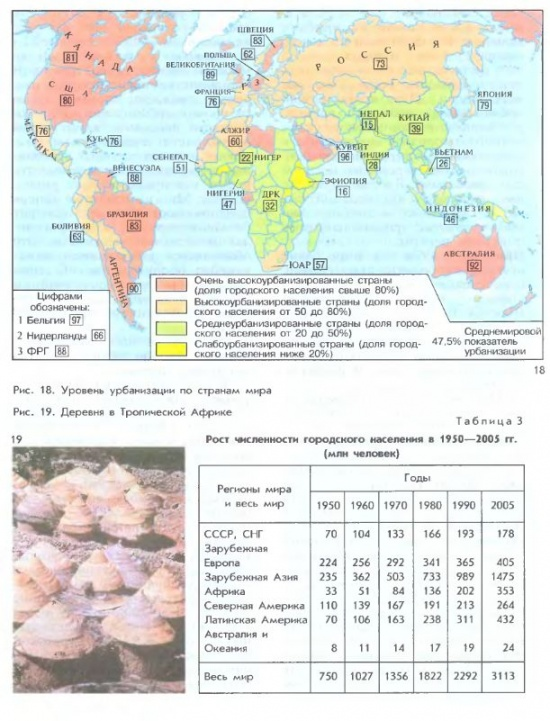 КАНАДА
81
США
80
МЕКСИКА
76
КУБА 76
ВЕНЕСУЭЛА
88
БРАЗИЛИЯ
83
БОЛИВИЯ
63
АРГЕНТИНА
90
ШВЕЦИЯ
83
ПОЛЬША 62
ВЕЛИКОБРИТАНИЯ
89
ФРАНЦИЯ
76
1 2 3
РОССИЯ
73
ЯПОНИЯ
79
НЕПАЛ
15
КИТАЙ
39
КУВЕЙТ
96
ИНДИЯ
28
ВЬЕТНАМ
26
АЛЖИР
60
СЕНЕГАЛ
51
22 НИГЕР
НИГЕРИЯ
47
ДРК
32
ЭФИОПИЯ
16
ИНДОНЕЗИЯ
46
ЮАР 57
АВСТРАЛИЯ
92
Цифрами
обозначены:
1 Бельгия 97
2 Нидерланды 66
3 ФРГ 88
Очень высокоурбанизированные страны
(доля городского населения свыше 80%)
Высокоурбанизированные страны (доля город-
ского населения от 50 до 80%)
Среднеурбанизированные страны (доля город-
ского населения от 20 до 50%)
Слабоурбанизированные страны (доля город-
ского населения ниже 20%)
Среднемировой
47,5% показатель
урбанизации
18
Рис. 18. Уровень урбанизации по странам мира
Рис. 19. Деревня в Тропической Африке
Таблица 3
19
Рост численности городского населения в 1950—2005 гг.
(млн человек)
Регионы мира
и весь мир
Годы
1950 1960 1970 1980 1990 2005
СССР, СНГ 70 104 133 166 193 178
Зарубежная
Европа 224 256 292 341 365 405
Зарубежная Азия 235 362 503 733 989 1475
Африка 33 51 84 136 202 353
Северная Америка 110 139 167 191 213 264
Латинская Америка 70 106 163 238 311 432
Австралия и
Океания 8 11 14 17 19 24
Весь мир 750 1027 1356 1822 2292 3113